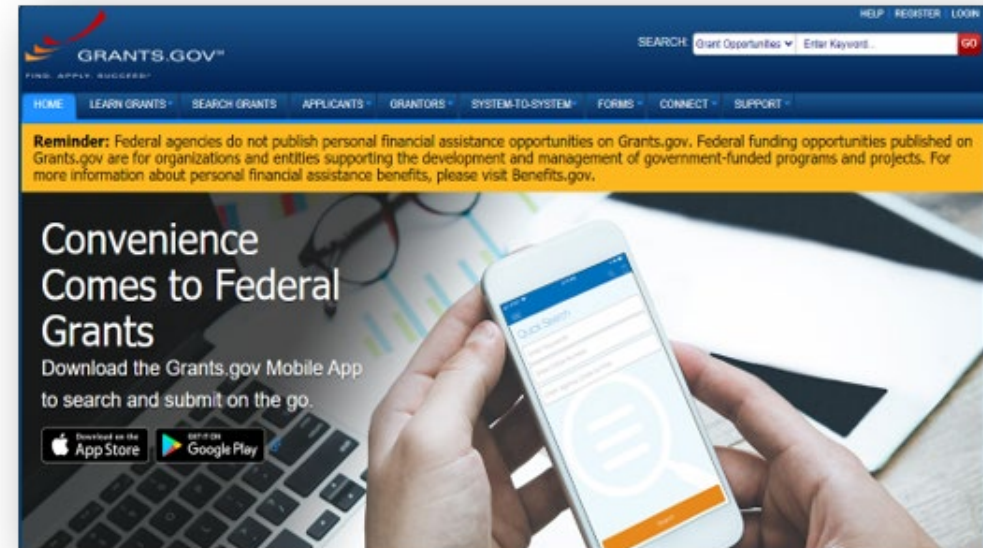 HELP | REGISTER | LOGIN
SEARCH: Grant Opportunities Enter Keyword... GO
GRANTS.GOV℠
FIND. APPLY. SUCCEED.℠
HOME LEARN GRANTS SEARCH GRANTS APPLICANTS GRANTORS SYSTEM-TO-SYSTEM FORMS CONNECT SUPPORT
Reminder: Federal agencies do not publish personal financial assistance opportunities on Grants.gov. Federal funding opportunities published on
Grants.gov are for organizations and entities supporting the development and management of government-funded programs and projects. For
more information about personal financial assistance benefits, please visit Benefits.gov.
Convenience
Comes to Federal
Grants
Download the Grants.gov Mobile App
to search and submit on the go.
Download on the
App Store
GET IT ON
Google Play
Quick Search